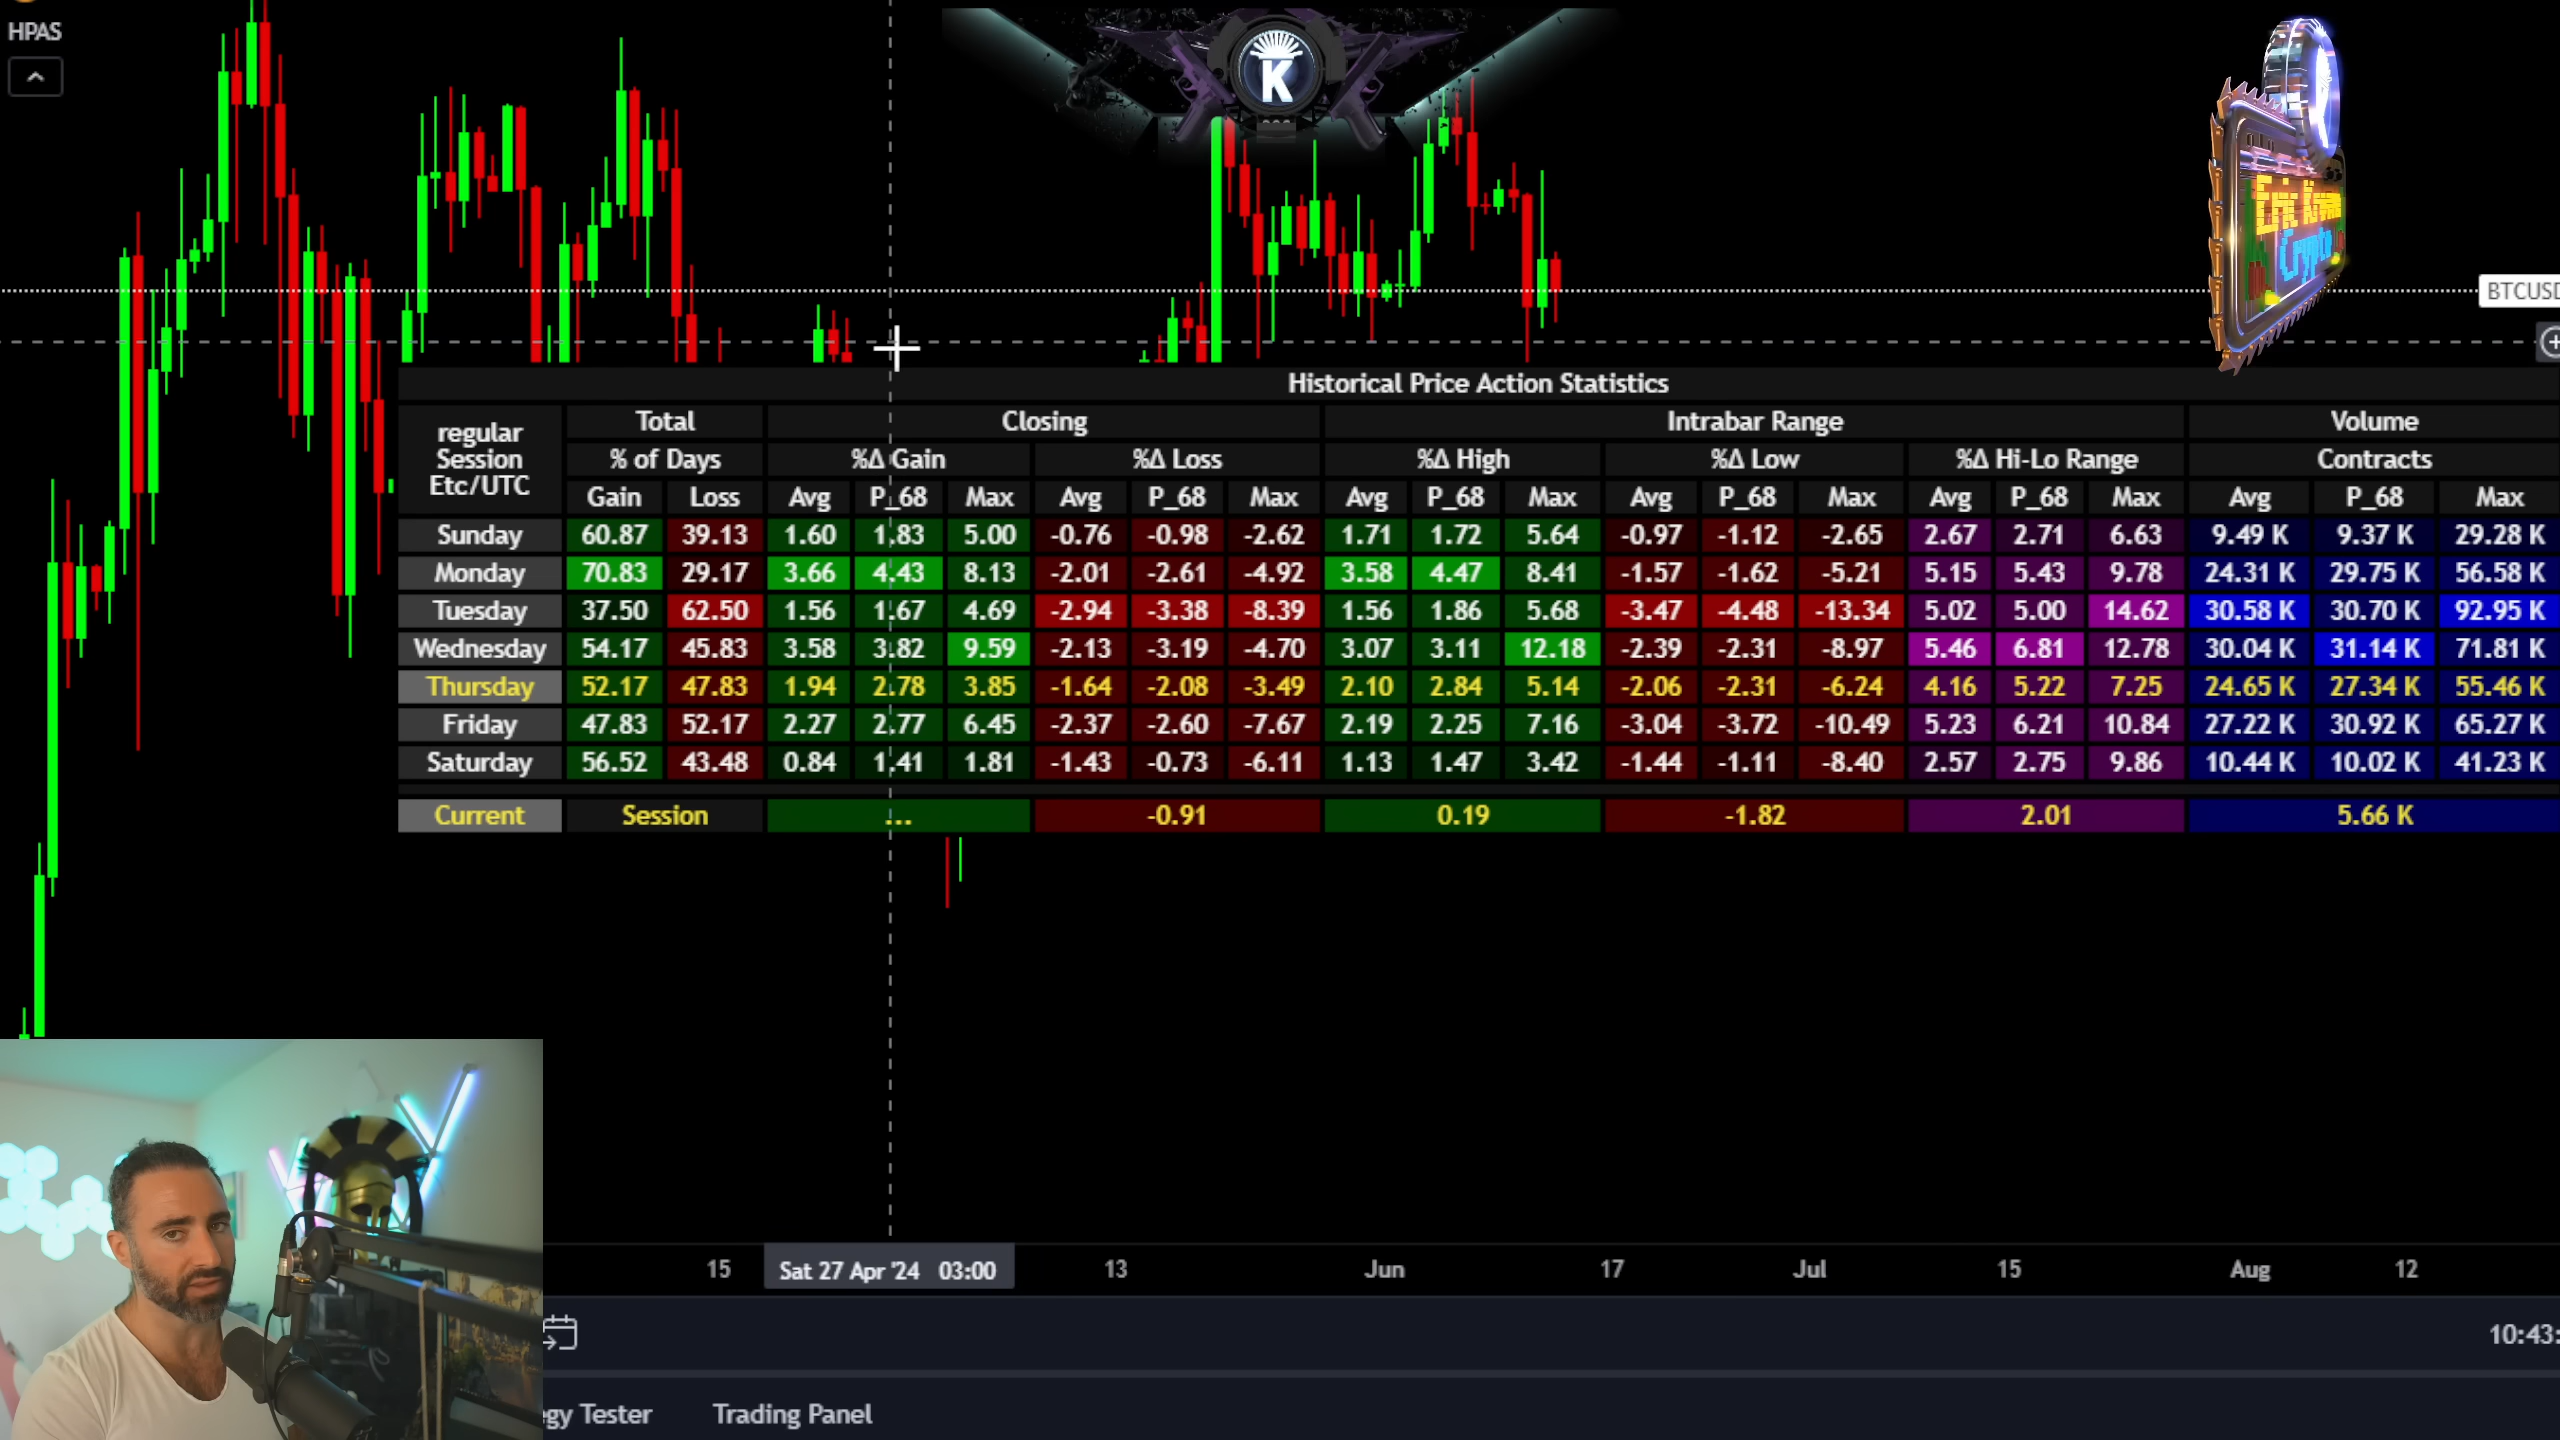 HPAS
K
Crypto
BTCUSD
Historical Price Action Statistics
regular Session Etc/UTC Total Closing Intrabar Range Volume
% of Days %Δ Gain %Δ Loss %Δ High %Δ Low %Δ Hi-Lo Range Contracts
Gain Loss Avg P_68 Max Avg P_68 Max Avg P_68 Max Avg P_68 Max Avg P_68 Max Avg P_68 Max
Sunday 60.87 39.13 1.60 1.83 5.00 -0.76 -0.98 -2.62 1.71 1.72 5.64 -0.97 -1.12 -2.65 2.67 2.71 6.63 9.49 K 9.37 K 29.28 K
Monday 70.83 29.17 3.66 4.43 8.13 -2.01 -2.61 -4.92 3.58 4.47 8.41 -1.57 -1.62 -5.21 5.15 5.43 9.78 24.31 K 29.75 K 56.58 K
Tuesday 37.50 62.50 1.56 1.67 4.69 -2.94 -3.38 -8.39 1.56 1.86 5.68 -3.47 -4.48 -13.34 5.02 5.00 14.62 30.58 K 30.70 K 92.95 K
Wednesday 54.17 45.83 3.58 3.82 9.59 -2.13 -3.19 -4.70 3.07 3.11 12.18 -2.39 -2.31 -8.97 5.46 6.81 12.78 30.04 K 31.14 K 71.81 K
Thursday 52.17 47.83 1.94 2.78 3.85 -1.64 -2.08 -3.49 2.10 2.84 5.14 -2.06 -2.31 -6.24 4.16 5.22 7.25 24.65 K 27.34 K 55.46 K
Friday 47.83 52.17 2.27 2.77 6.45 -2.37 -2.60 -7.67 2.19 2.25 7.16 -3.04 -3.72 -10.49 5.23 6.21 10.84 27.22 K 30.92 K 65.27 K
Saturday 56.52 43.48 0.84 1.41 1.81 -1.43 -0.73 -6.11 1.13 1.47 3.42 -1.44 -1.11 -8.40 2.57 2.75 9.86 10.44 K 10.02 K 41.23 K
Current Session ... -0.91 0.19 -1.82 2.01 5.66 K
15 Sat 27 Apr '24 03:00 13 Jun 17 Jul 15 Aug 12
10:43:
egy Tester Trading Panel